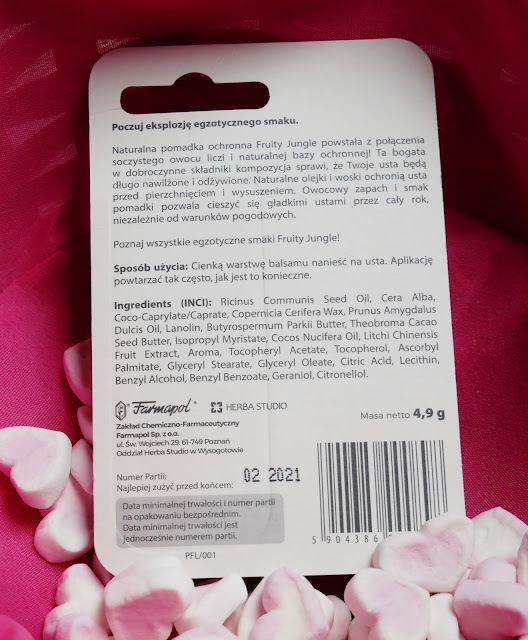 Poczuj eksplozję egzotycznego smaku.
Naturalna pomadka ochronna Fruity Jungle powstała z połączenia
soczystego owocu liczi i naturalnej bazy ochronnej! Ta bogata
w dobroczynne składniki kompozycja sprawi, że Twoje usta będą
długo nawilżone i odżywione. Naturalne olejki i woski ochronią usta
przed pierzchnięciem i wysuszeniem. Owocowy zapach i smak
pomadki pozwala cieszyć się gładkimi ustami przez cały rok,
niezależnie od warunków pogodowych.
Poznaj wszystkie egzotyczne smaki Fruity Jungle!
Sposób użycia: Cienką warstwę balsamu nanieść na usta. Aplikację
powtarzać tak często, jak jest to konieczne.
Ingredients (INCI): Ricinus Communis Seed Oil, Cera Alba,
Coco-Caprylate/Caprate, Copernicia Cerifera Wax, Prunus Amygdalus
Dulcis Oil, Lanolin, Butyrospermum Parkii Butter, Theobroma Cacao
Seed Butter, Isopropyl Myristate, Cocos Nucifera Oil, Litchi Chinensis
Fruit Extract, Aroma, Tocopheryl Acetate, Tocopherol, Ascorbyl
Palmitate, Glyceryl Stearate, Glyceryl Oleate, Citric Acid, Lecithin,
Benzyl Alcohol, Benzyl Benzoate, Geraniol, Citronellol.
Farmapol® HERBA STUDIO
Zakład Chemiczno-Farmaceutyczny
Farmapol Sp. z o.o.
ul. Św. Wojciech 29, 61-749 Poznań
Oddział Herba Studio w Wysogotowie
Masa netto 4,9 g
Numer Partii:
Najlepiej zużyć przed końcem: 02 2021
Data minimalnej trwałości i numer partii
na opakowaniu bezpośrednim.
Data minimalnej trwałości jest
jednocześnie numerem partii.
PFL/001
5 904386